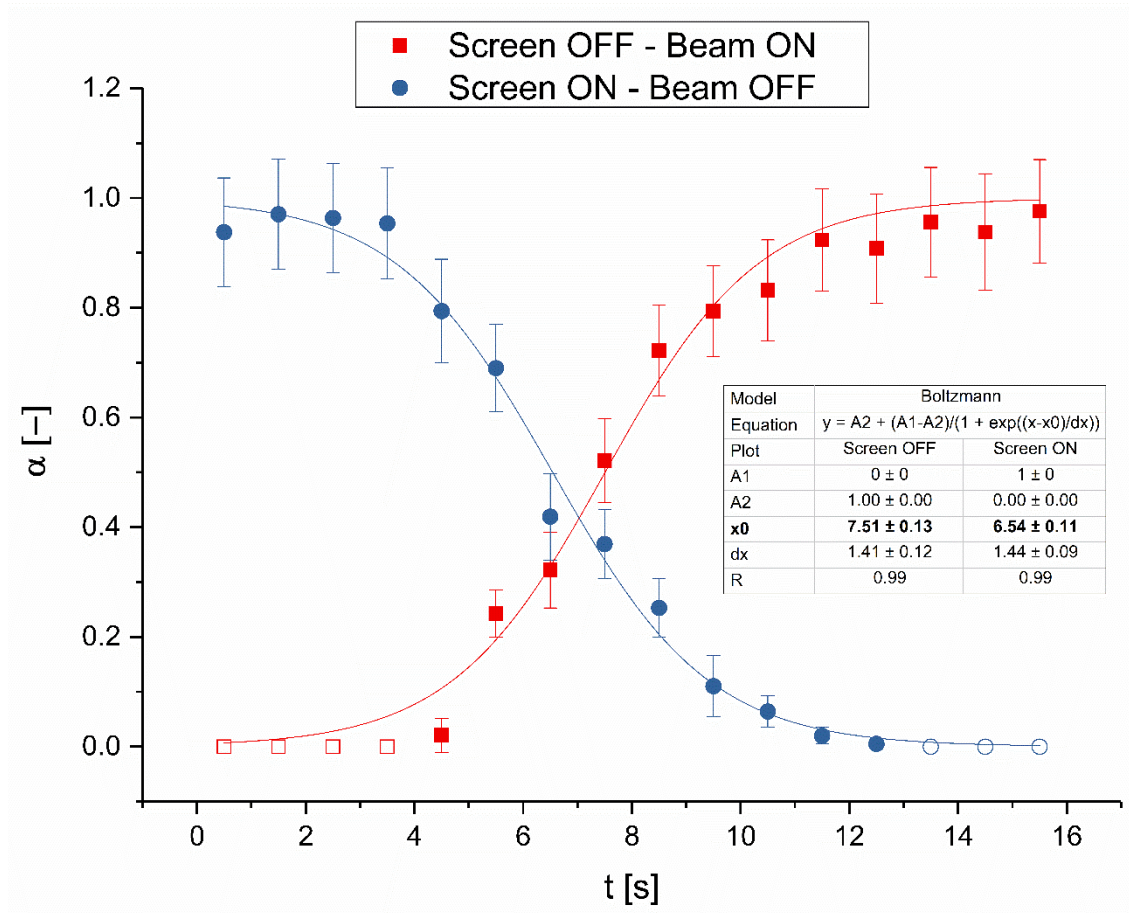 Screen OFF - Beam ON
Screen ON - Beam OFF
1.2
1.0
0.8
0.6
0.4
0.2
0.0
α [–]
Model Boltzmann
Equation y = A2 + (A1-A2)/(1 + exp((x-x0)/dx))
Plot Screen OFF Screen ON
A1 0 ± 0 1 ± 0
A2 1.00 ± 0.00 0.00 ± 0.00
x0 7.51 ± 0.13 6.54 ± 0.11
dx 1.41 ± 0.12 1.44 ± 0.09
R 0.99 0.99
0 2 4 6 8 10 12 14 16
t [s]